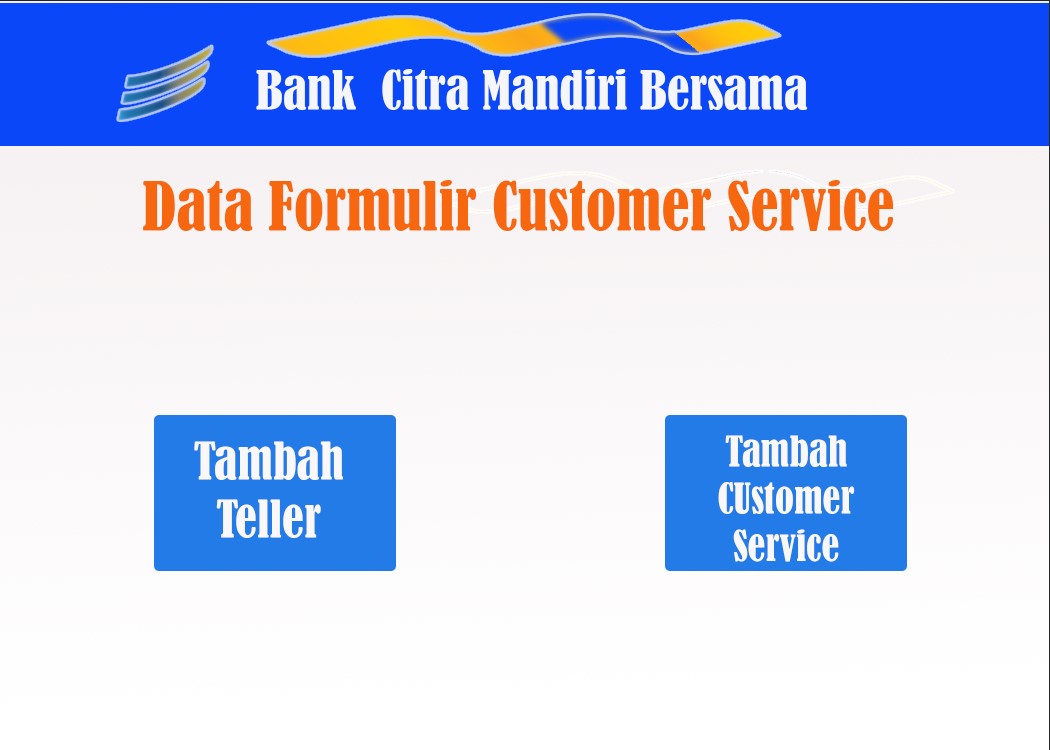 Bank Citra Mandiri Bersama
Data Formulir Customer Service
Tambah
Teller
Tambah
CUstomer
Service